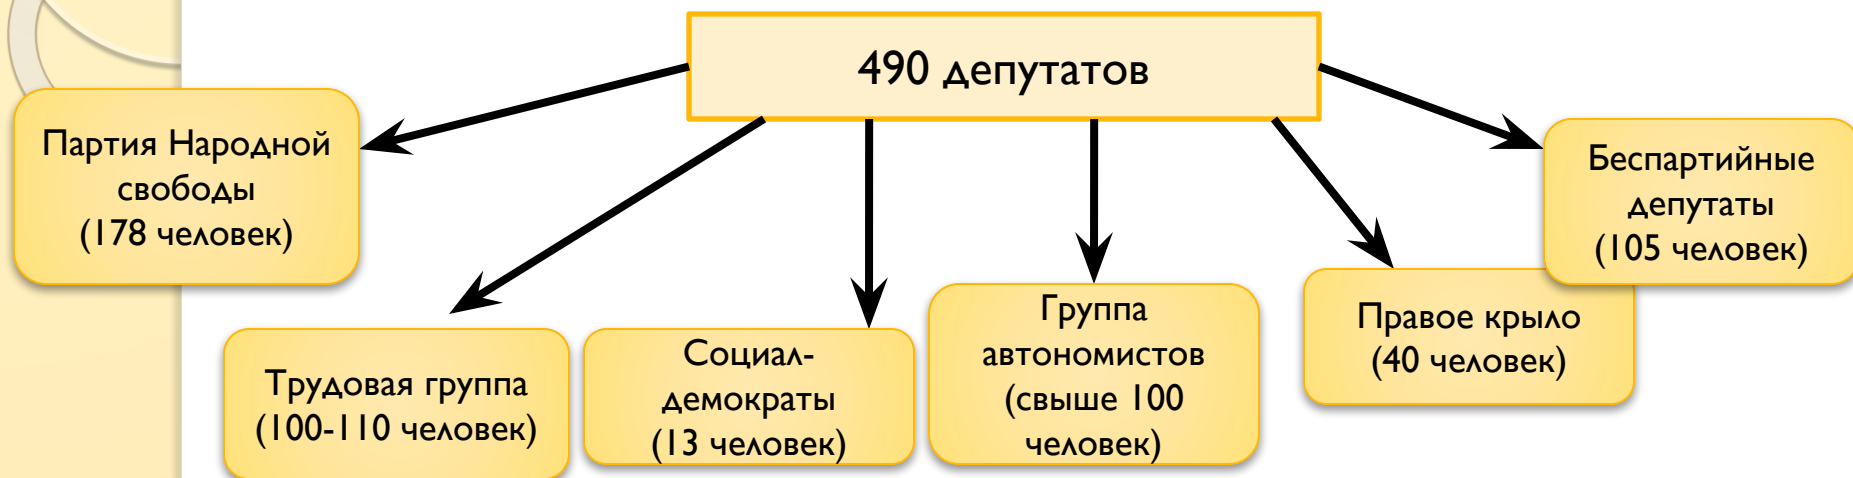 490 депутатов
Партия Народной
свободы
(178 человек)
Трудовая группа
(100-110 человек)
Социал-
демократы
(13 человек)
Группа
автономистов
(свыше 100
человек)
Правое крыло
(40 человек)
Беспартийные
депутаты
(105 человек)